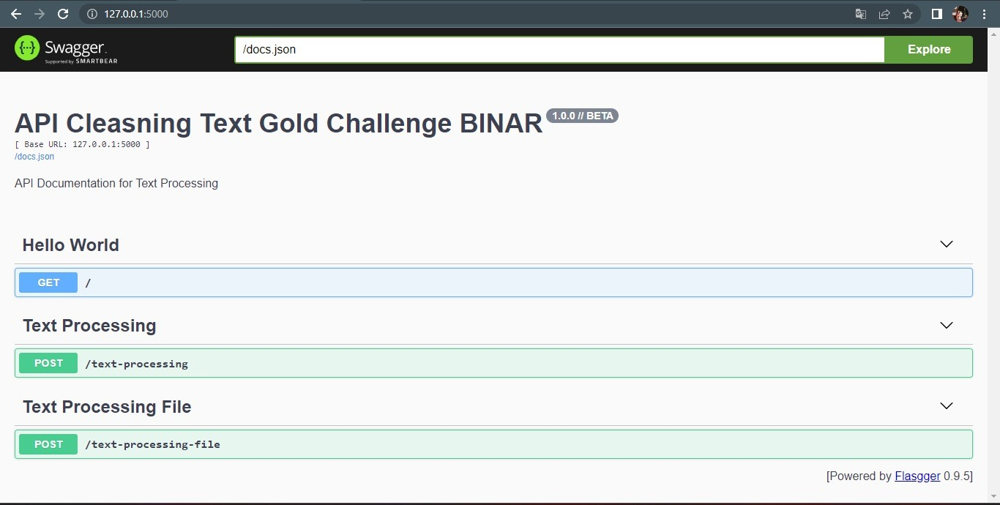 127.0.0.1:5000
{···} Swagger.
Supported by SMARTBEAR
/docs.json
Explore
API Cleasning Text Gold Challenge BINAR 1.0.0 // BETA
[ Base URL: 127.0.0.1:5000 ]
/docs.json
API Documentation for Text Processing
Hello World
GET /
Text Processing
POST /text-processing
Text Processing File
POST /text-processing-file
[Powered by Flasgger 0.9.5]